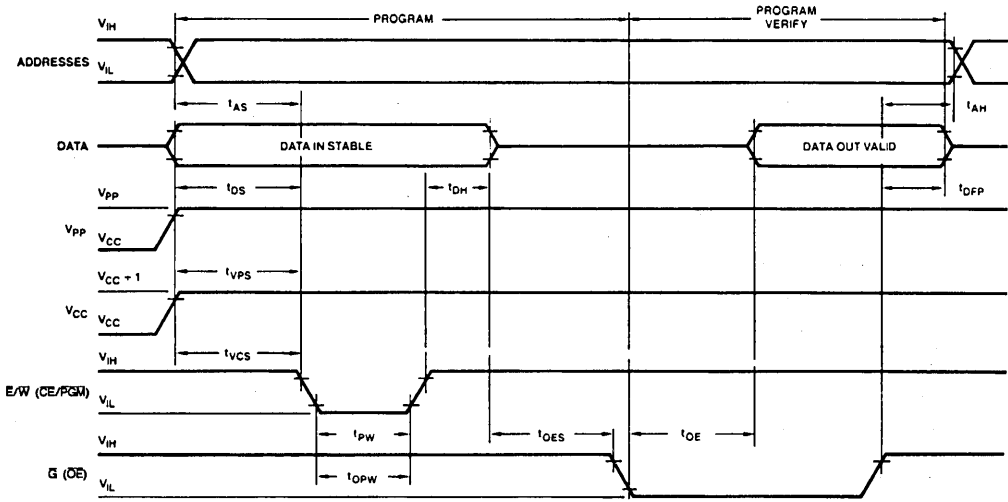 PROGRAM
PROGRAM
VERIFY
VIH
ADDRESSES
VIL
tAS
tAH
DATA
DATA IN STABLE
DATA OUT VALID
tDS
tDH
tDFP
VPP
VPP
VCC
VCC + 1
tVPS
VCC
VCC
tVCS
VIH
E/W (CE/PGM)
VIL
tPW
tOES
tOE
VIH
tOPW
G (OE)
VIL